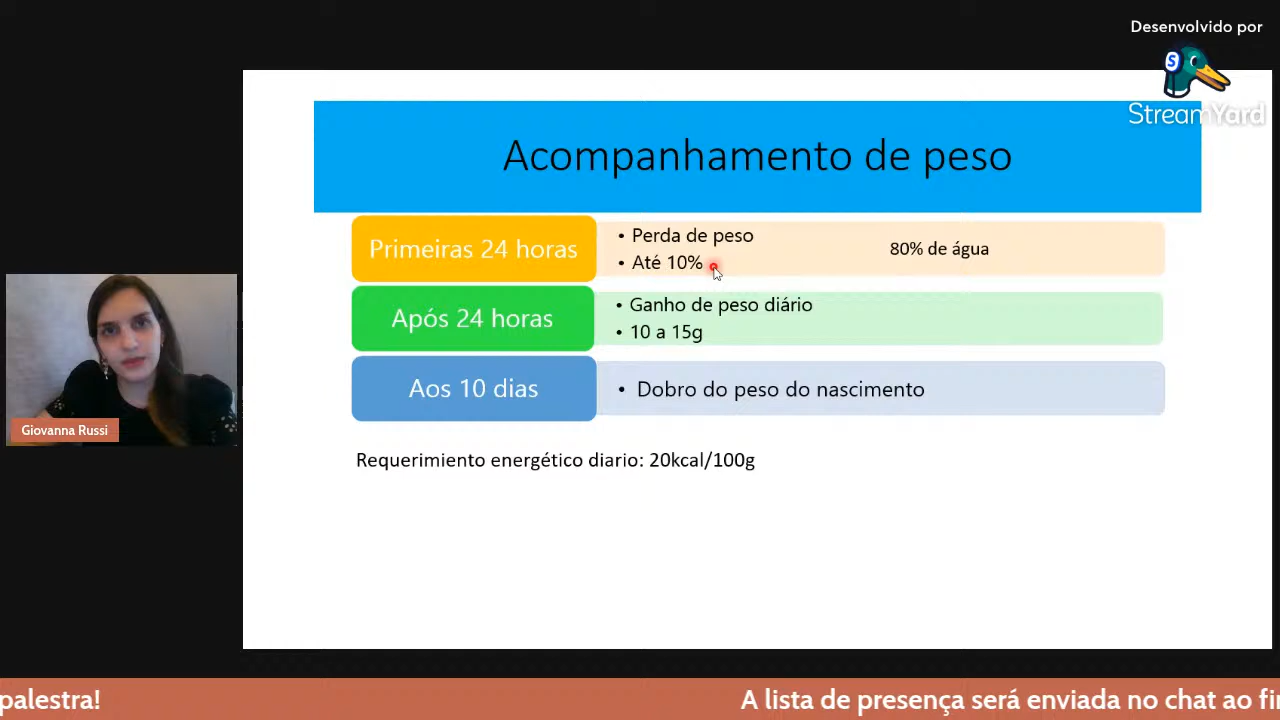 Desenvolvido por
S
StreamYard
Acompanhamento de peso
Primeiras 24 horas
• Perda de peso
• Até 10%
80% de água
Após 24 horas
• Ganho de peso diário
• 10 a 15g
Aos 10 dias
• Dobro do peso do nascimento
Giovanna Russi
Requerimiento energético diario: 20kcal/100g
palestra!
A lista de presença será enviada no chat ao fi